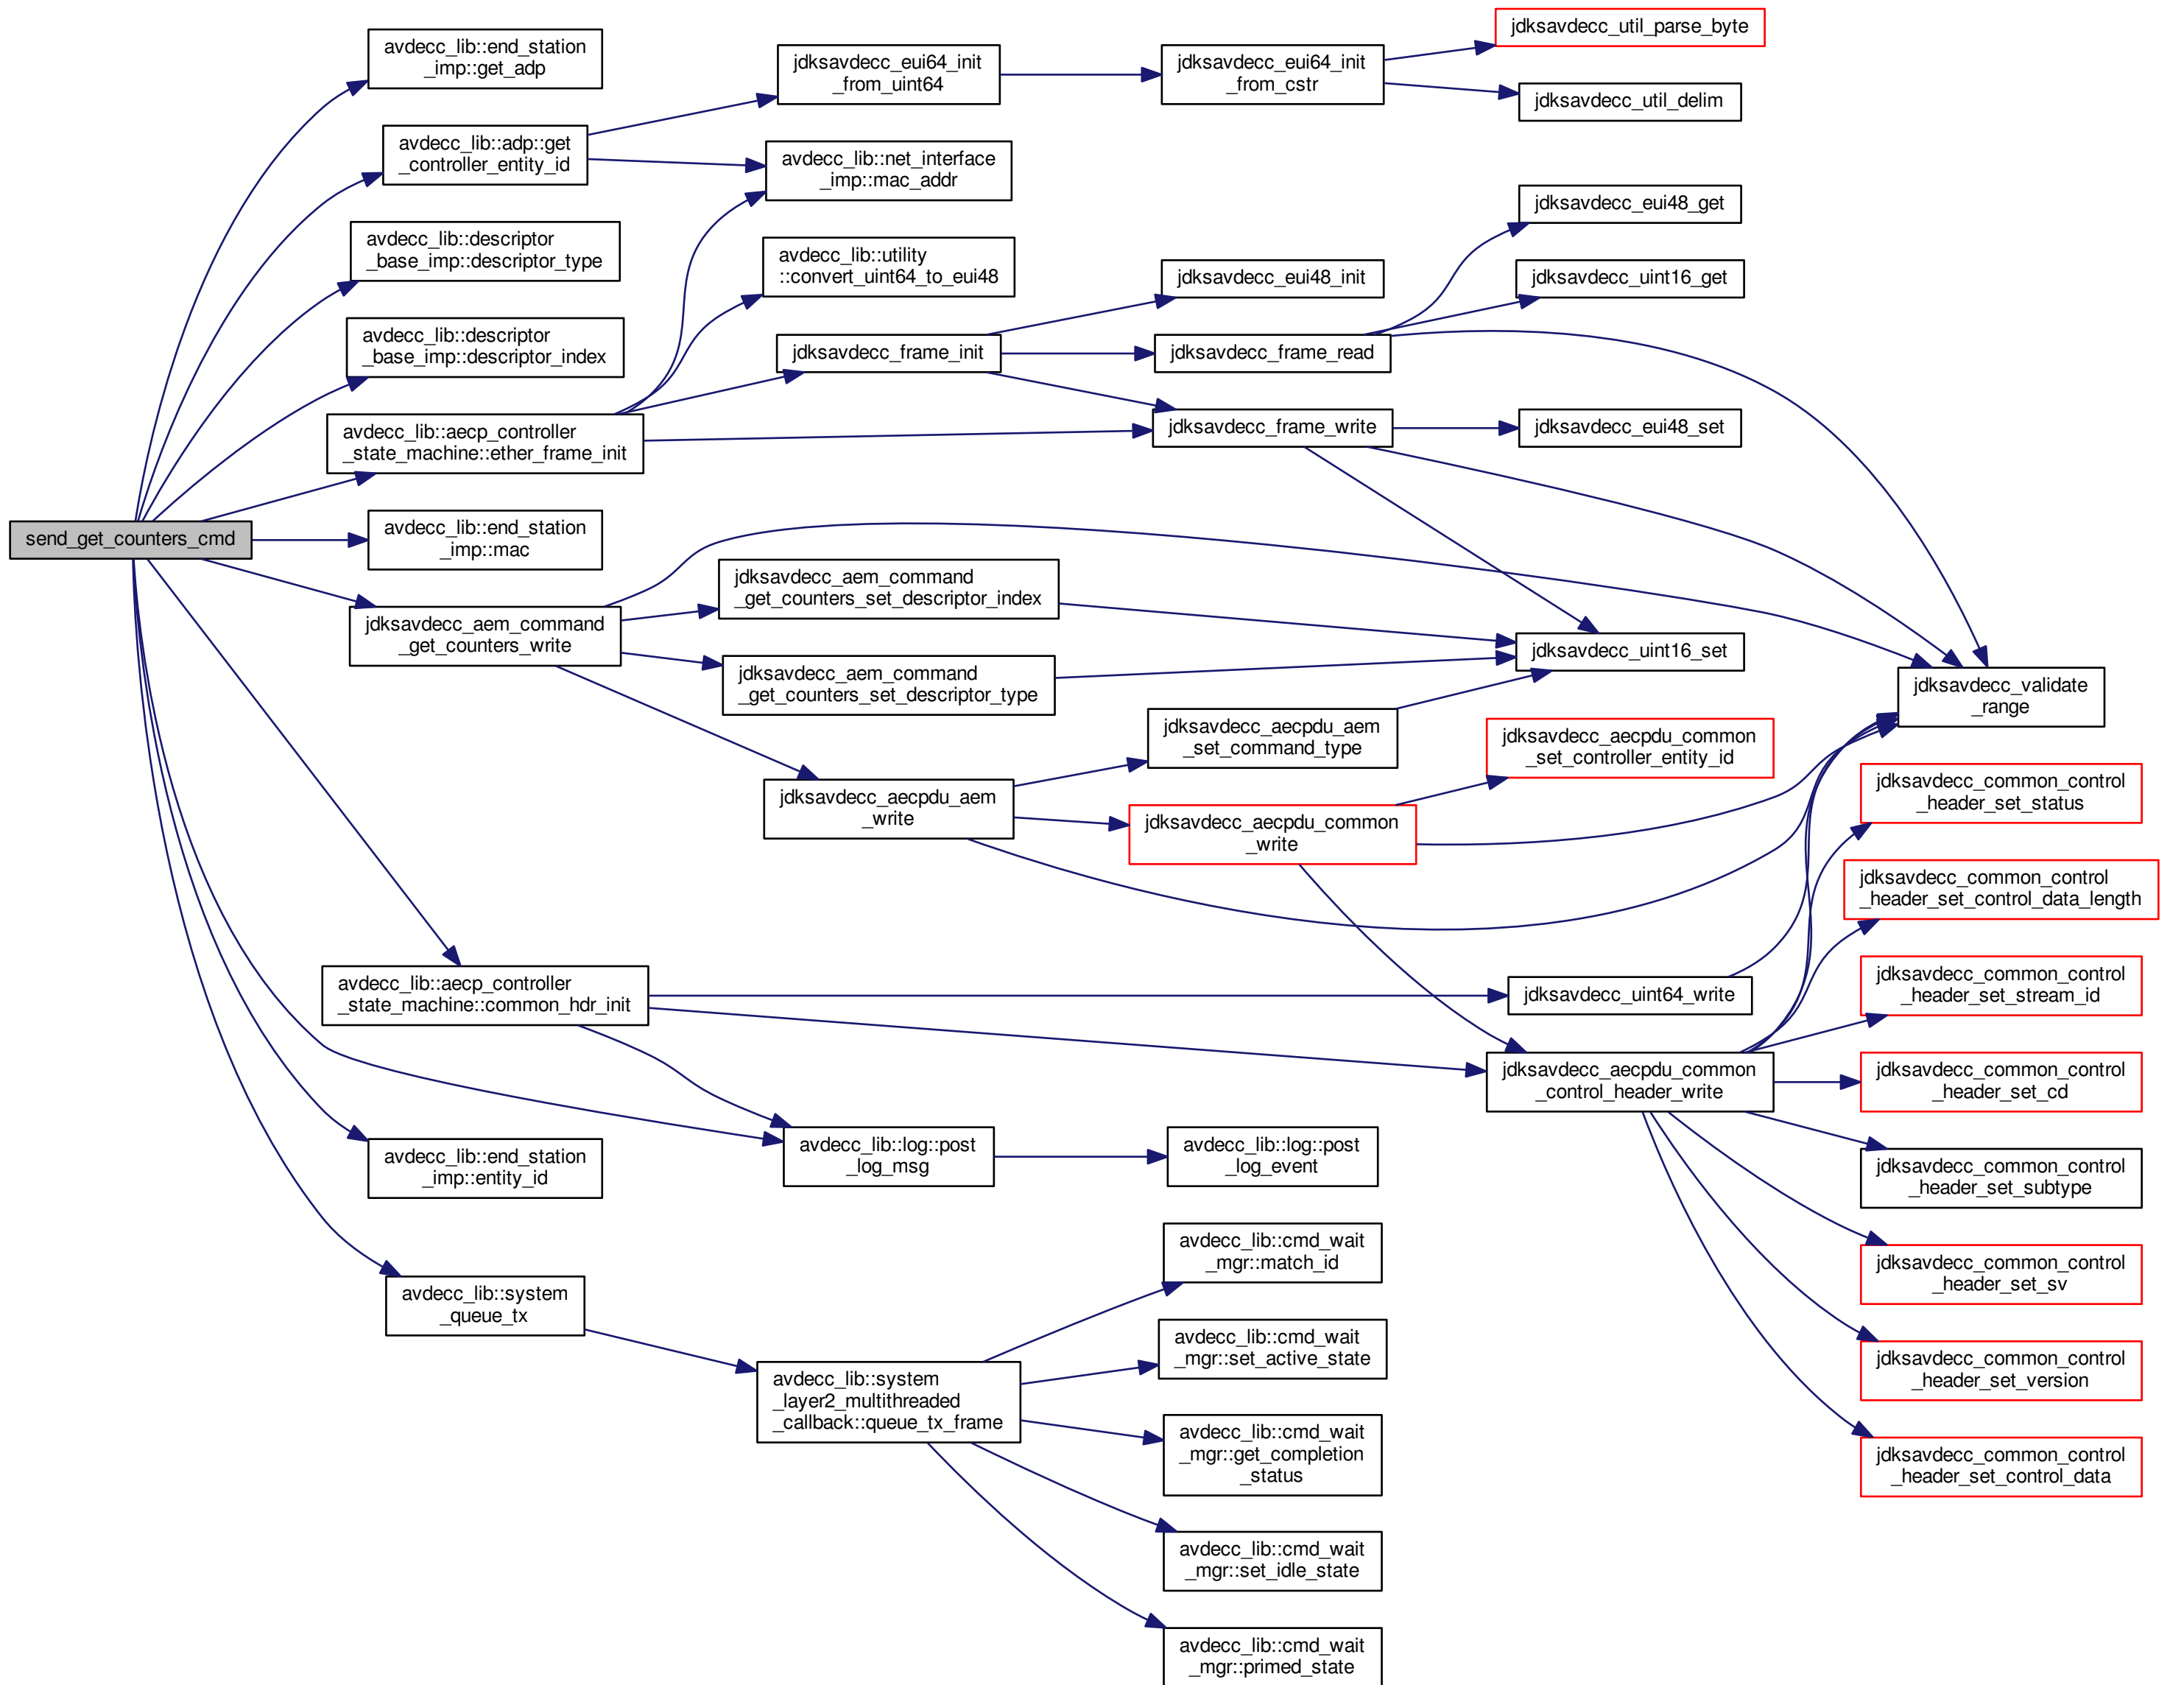 send_get_counters_cmd
avdecc_lib::end_station
_imp::get_adp
avdecc_lib::adp::get
_controller_entity_id
avdecc_lib::descriptor
_base_imp::descriptor_type
avdecc_lib::descriptor
_base_imp::descriptor_index
avdecc_lib::aecp_controller
_state_machine::ether_frame_init
avdecc_lib::end_station
_imp::mac
jdksavdecc_aem_command
_get_counters_write
avdecc_lib::aecp_controller
_state_machine::common_hdr_init
avdecc_lib::end_station
_imp::entity_id
avdecc_lib::system
_queue_tx
jdksavdecc_eui64_init
_from_uint64
avdecc_lib::net_interface
_imp::mac_addr
avdecc_lib::utility
::convert_uint64_to_eui48
jdksavdecc_frame_init
jdksavdecc_aem_command
_get_counters_set_descriptor_index
jdksavdecc_aem_command
_get_counters_set_descriptor_type
jdksavdecc_aecpdu_aem
_write
avdecc_lib::log::post
_log_msg
avdecc_lib::system
_layer2_multithreaded
_callback::queue_tx_frame
jdksavdecc_eui64_init
_from_cstr
jdksavdecc_eui48_init
jdksavdecc_frame_read
jdksavdecc_frame_write
jdksavdecc_aecpdu_aem
_set_command_type
jdksavdecc_aecpdu_common
_write
avdecc_lib::log::post
_log_event
avdecc_lib::cmd_wait
_mgr::match_id
avdecc_lib::cmd_wait
_mgr::set_active_state
avdecc_lib::cmd_wait
_mgr::get_completion
_status
avdecc_lib::cmd_wait
_mgr::set_idle_state
avdecc_lib::cmd_wait
_mgr::primed_state
jdksavdecc_util_parse_byte
jdksavdecc_util_delim
jdksavdecc_eui48_get
jdksavdecc_uint16_get
jdksavdecc_eui48_set
jdksavdecc_uint16_set
jdksavdecc_aecpdu_common
_set_controller_entity_id
jdksavdecc_uint64_write
jdksavdecc_aecpdu_common
_control_header_write
jdksavdecc_validate
_range
jdksavdecc_common_control
_header_set_status
jdksavdecc_common_control
_header_set_control_data_length
jdksavdecc_common_control
_header_set_stream_id
jdksavdecc_common_control
_header_set_cd
jdksavdecc_common_control
_header_set_subtype
jdksavdecc_common_control
_header_set_sv
jdksavdecc_common_control
_header_set_version
jdksavdecc_common_control
_header_set_control_data